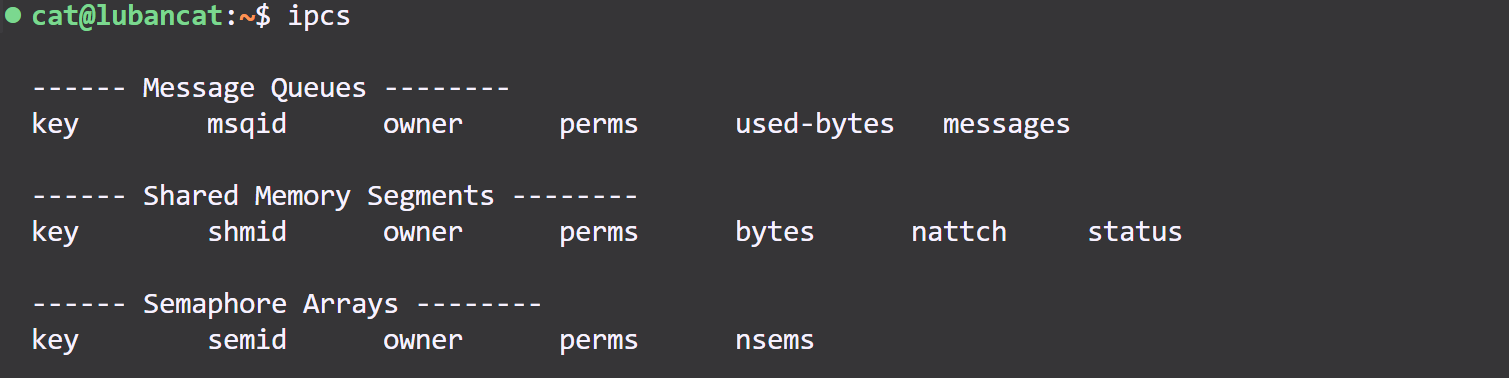 cat@lubancat:~$ ipcs
------ Message Queues --------
key        msqid      owner      perms      used-bytes   messages
------ Shared Memory Segments --------
key        shmid      owner      perms      bytes      nattch     status
------ Semaphore Arrays --------
key        semid      owner      perms      nsems